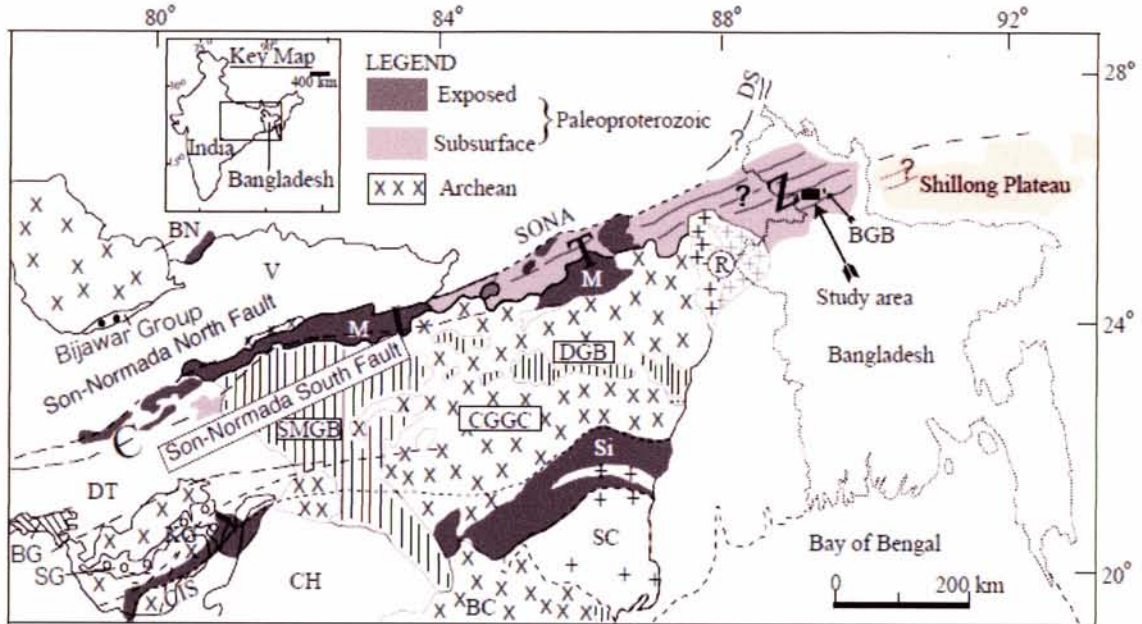 80°
84°
88°
92°
28°
24°
20°
Key Map
400 km
India
Bangladesh
LEGEND
Exposed
Subsurface
Paleoproterozoic
Archean
DS
?
SONA
?
Z
?
Shillong Plateau
BGB
Study area
BN
V
T
M
R
M
Bijawar Group
Son-Normada North Fault
Son-Normada South Fault
DGB
Bangladesh
SMGB
CGGC
Si
C
DT
BG
SG
CH
SC
BC
Bay of Bengal
0
200 km